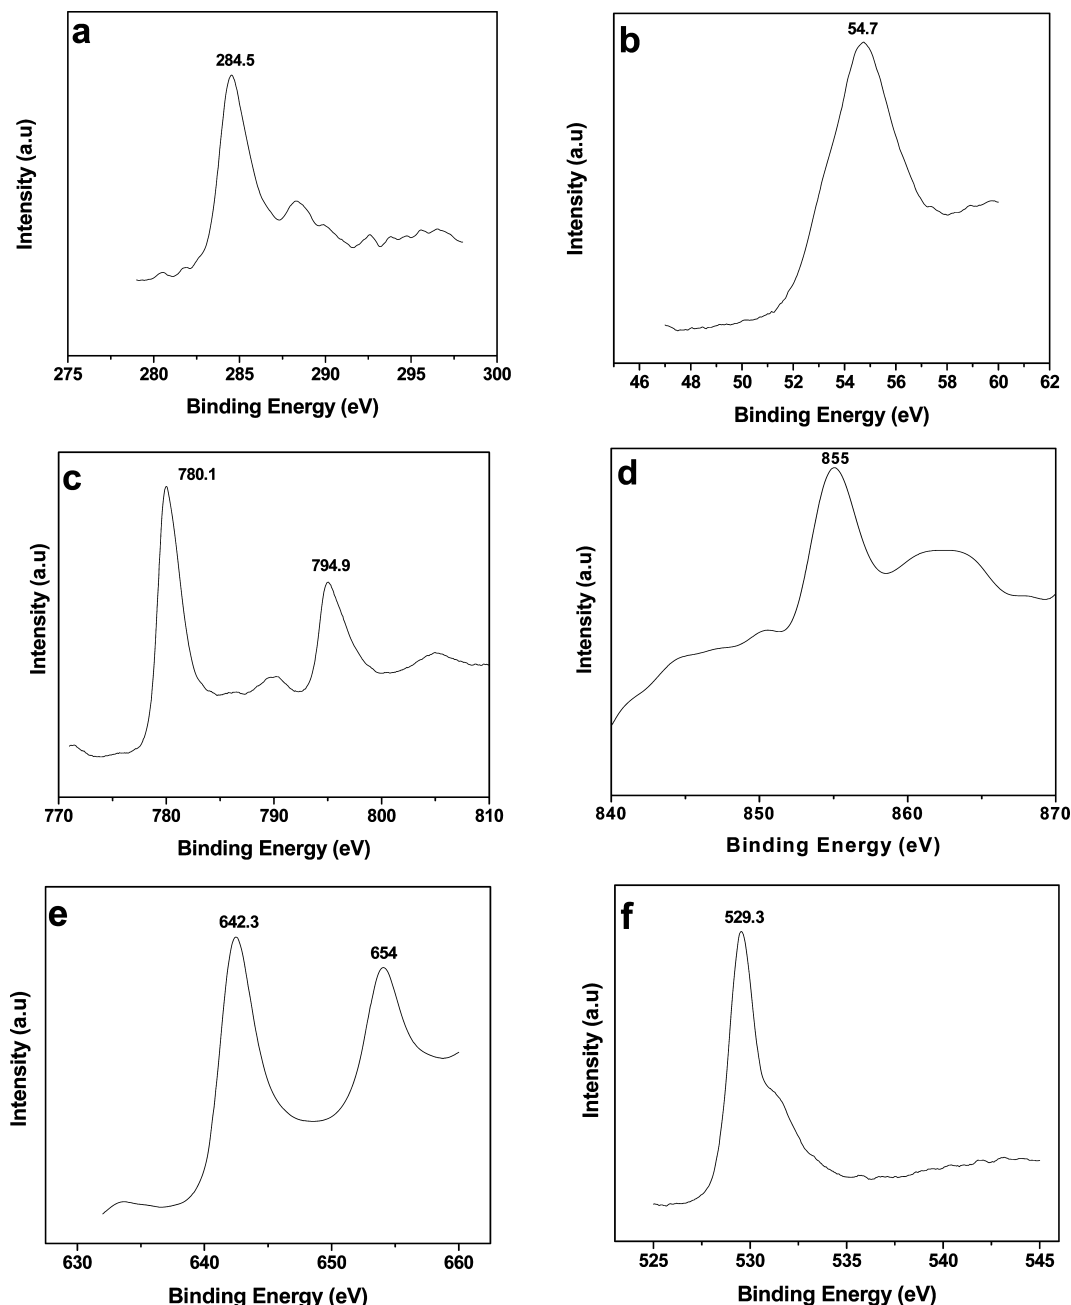 a
284.5
Intensity (a.u)
275 280 285 290 295 300
Binding Energy (eV)
b
54.7
Intensity (a.u)
46 48 50 52 54 56 58 60 62
Binding Energy (eV)
c
780.1
794.9
Intensity (a.u)
770 780 790 800 810
Binding Energy (eV)
d
855
Intensity (a.u)
840 850 860 870
Binding Energy (eV)
e
642.3
654
Intensity (a.u)
630 640 650 660
Binding Energy (eV)
f
529.3
Intensity (a.u)
525 530 535 540 545
Binding Energy (eV)